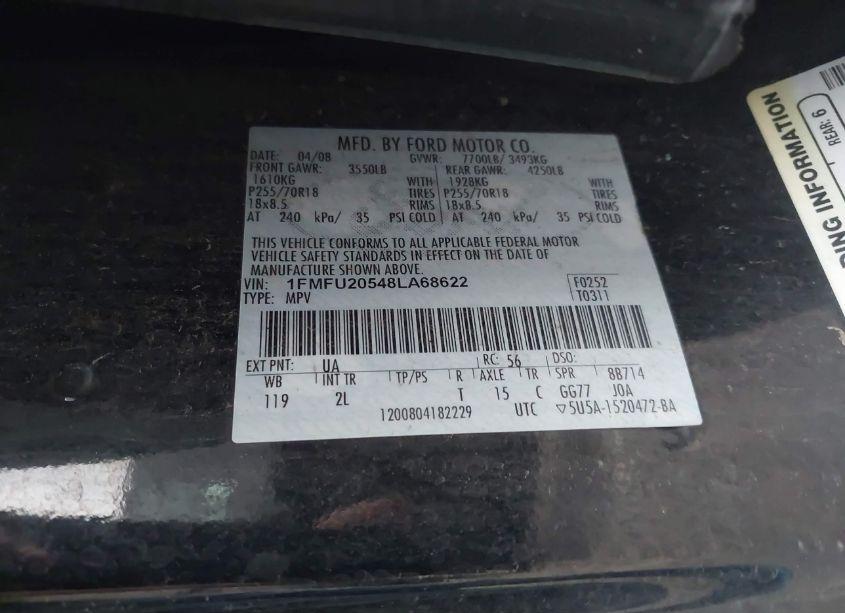 MFD. BY FORD MOTOR CO.
DATE: 04/08 GVWR: 7700LB/ 3493KG
FRONT GAWR: 3550LB REAR GAWR: 4250LB
1610KG WITH 1928KG WITH
P255/70R18 TIRES P255/70R18 TIRES
18x8.5 RIMS 18x8.5 RIMS
AT 240 kPa/ 35 PSI COLD AT 240 kPa/ 35 PSI COLD
THIS VEHICLE CONFORMS TO ALL APPLICABLE FEDERAL MOTOR
VEHICLE SAFETY STANDARDS IN EFFECT ON THE DATE OF
MANUFACTURE SHOWN ABOVE.
VIN: 1FMFU20548LA68622 F0252
TYPE: MPV T0311
EXT PNT: UA RC: 56 DSO:
WB INT TR TP/PS R AXLE TR SPR 8B714
119 2L T 15 C GG77 JOA
1200804182229 UTC ▽5U5A-1520472-BA
DING INFORMATION
REAR: 6